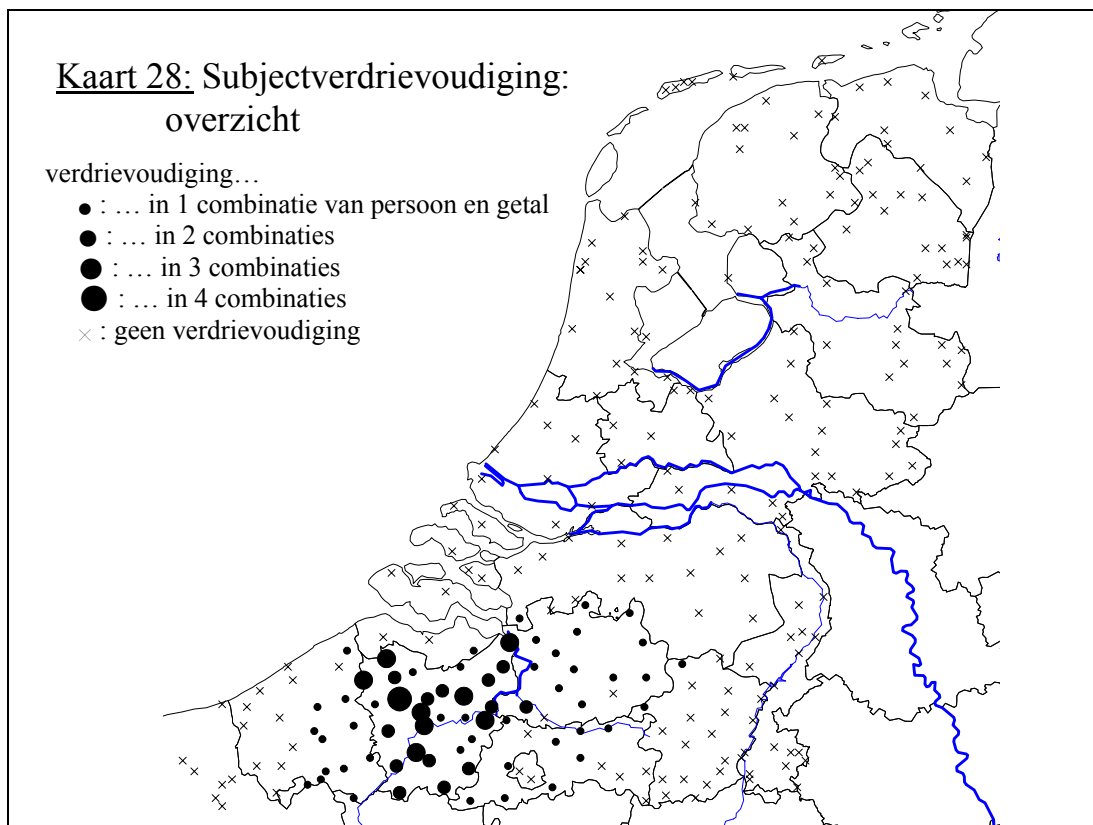 Kaart 28: Subjectverdrievoudiging:
overzicht
verdrievoudiging…
: … in 1 combinatie van persoon en getal
: … in 2 combinaties
: … in 3 combinaties
: … in 4 combinaties
: geen verdrievoudiging